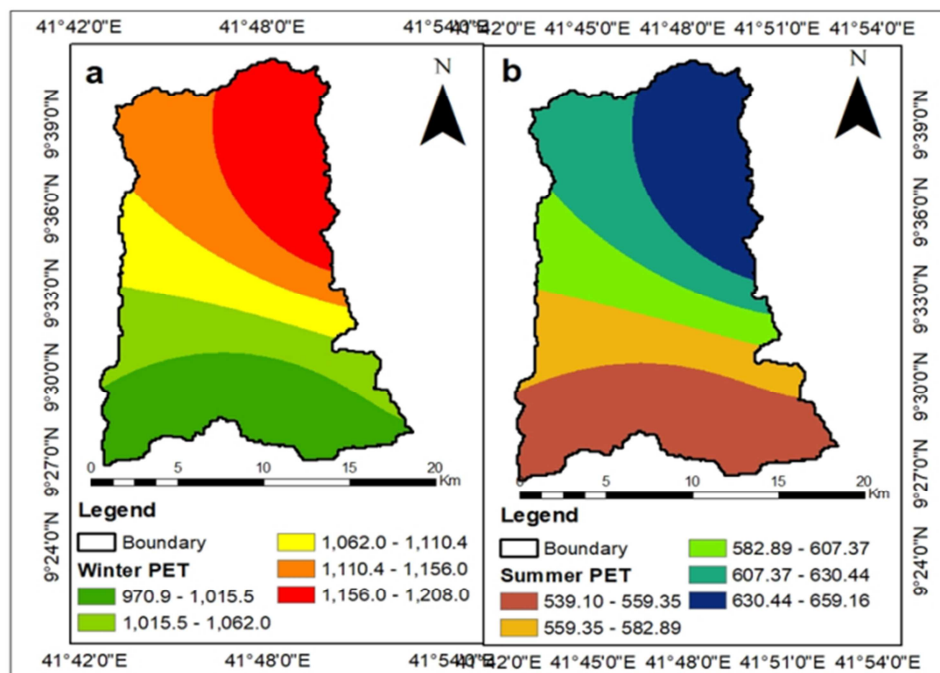 41°42'0"E 41°48'0"E 41°54'0"E
41°42'0"E 41°45'0"E 41°48'0"E 41°51'0"E 41°54'0"E
a
N
9°39'0"N
9°36'0"N
9°33'0"N
9°30'0"N
9°27'0"N
9°24'0"N
0 5 10 15 20
Km
Legend
Boundary
Winter PET
970.9 - 1,015.5
1,015.5 - 1,062.0
1,062.0 - 1,110.4
1,110.4 - 1,156.0
1,156.0 - 1,208.0
b
N
9°39'0"N
9°36'0"N
9°33'0"N
9°30'0"N
9°27'0"N
9°24'0"N
0 5 10 15 20
Km
Legend
Boundary
Summer PET
539.10 - 559.35
559.35 - 582.89
582.89 - 607.37
607.37 - 630.44
630.44 - 659.16
41°42'0"E 41°48'0"E 41°54'0"E
41°42'0"E 41°45'0"E 41°48'0"E 41°51'0"E 41°54'0"E